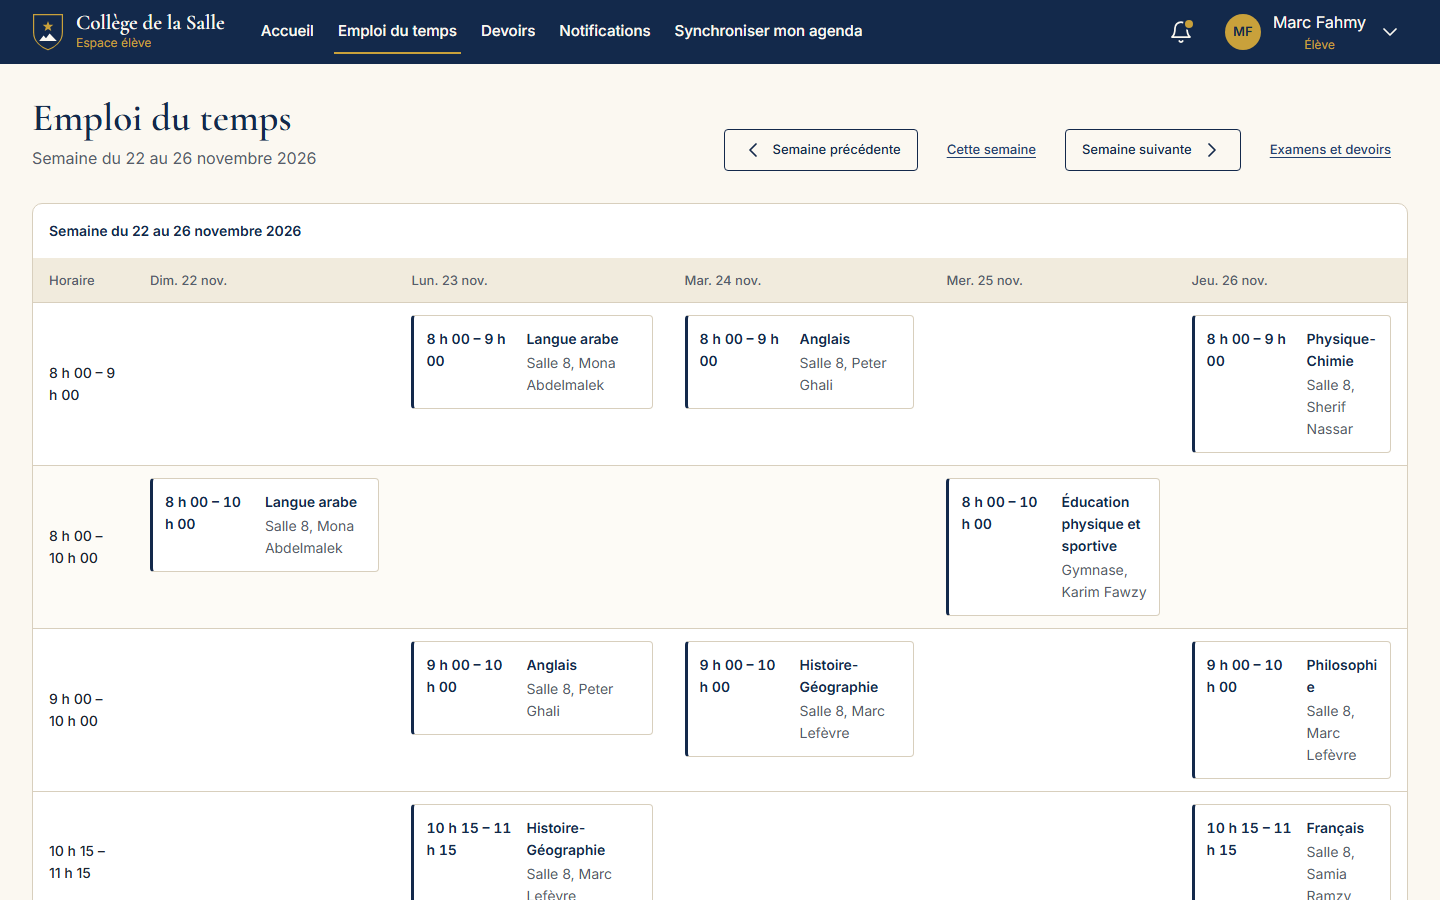 Collège de la Salle
Espace élève
Accueil
Emploi du temps
Devoirs
Notifications
Synchroniser mon agenda
MF
Marc Fahmy
Élève
Emploi du temps
Semaine du 22 au 26 novembre 2026
Semaine précédente
Cette semaine
Semaine suivante
Examens et devoirs
Semaine du 22 au 26 novembre 2026
Horaire
Dim. 22 nov.
Lun. 23 nov.
Mar. 24 nov.
Mer. 25 nov.
Jeu. 26 nov.
8 h 00 – 9
h 00
8 h 00 – 9 h
00
Langue arabe
Salle 8, Mona
Abdelmalek
8 h 00 – 9 h
00
Anglais
Salle 8, Peter
Ghali
8 h 00 – 9 h
00
Physique-
Chimie
Salle 8,
Sherif
Nassar
8 h 00 –
10 h 00
8 h 00 – 10
h 00
Langue arabe
Salle 8, Mona
Abdelmalek
8 h 00 – 10
h 00
Éducation
physique et
sportive
Gymnase,
Karim Fawzy
9 h 00 –
10 h 00
9 h 00 – 10
h 00
Anglais
Salle 8, Peter
Ghali
9 h 00 – 10
h 00
Histoire-
Géographie
Salle 8, Marc
Lefèvre
9 h 00 – 10
h 00
Philosophi
e
Salle 8,
Marc
Lefèvre
10 h 15 –
11 h 15
10 h 15 – 11
h 15
Histoire-
Géographie
Salle 8, Marc
Lefèvre
10 h 15 – 11
h 15
Français
Salle 8,
Samia
Ramzy